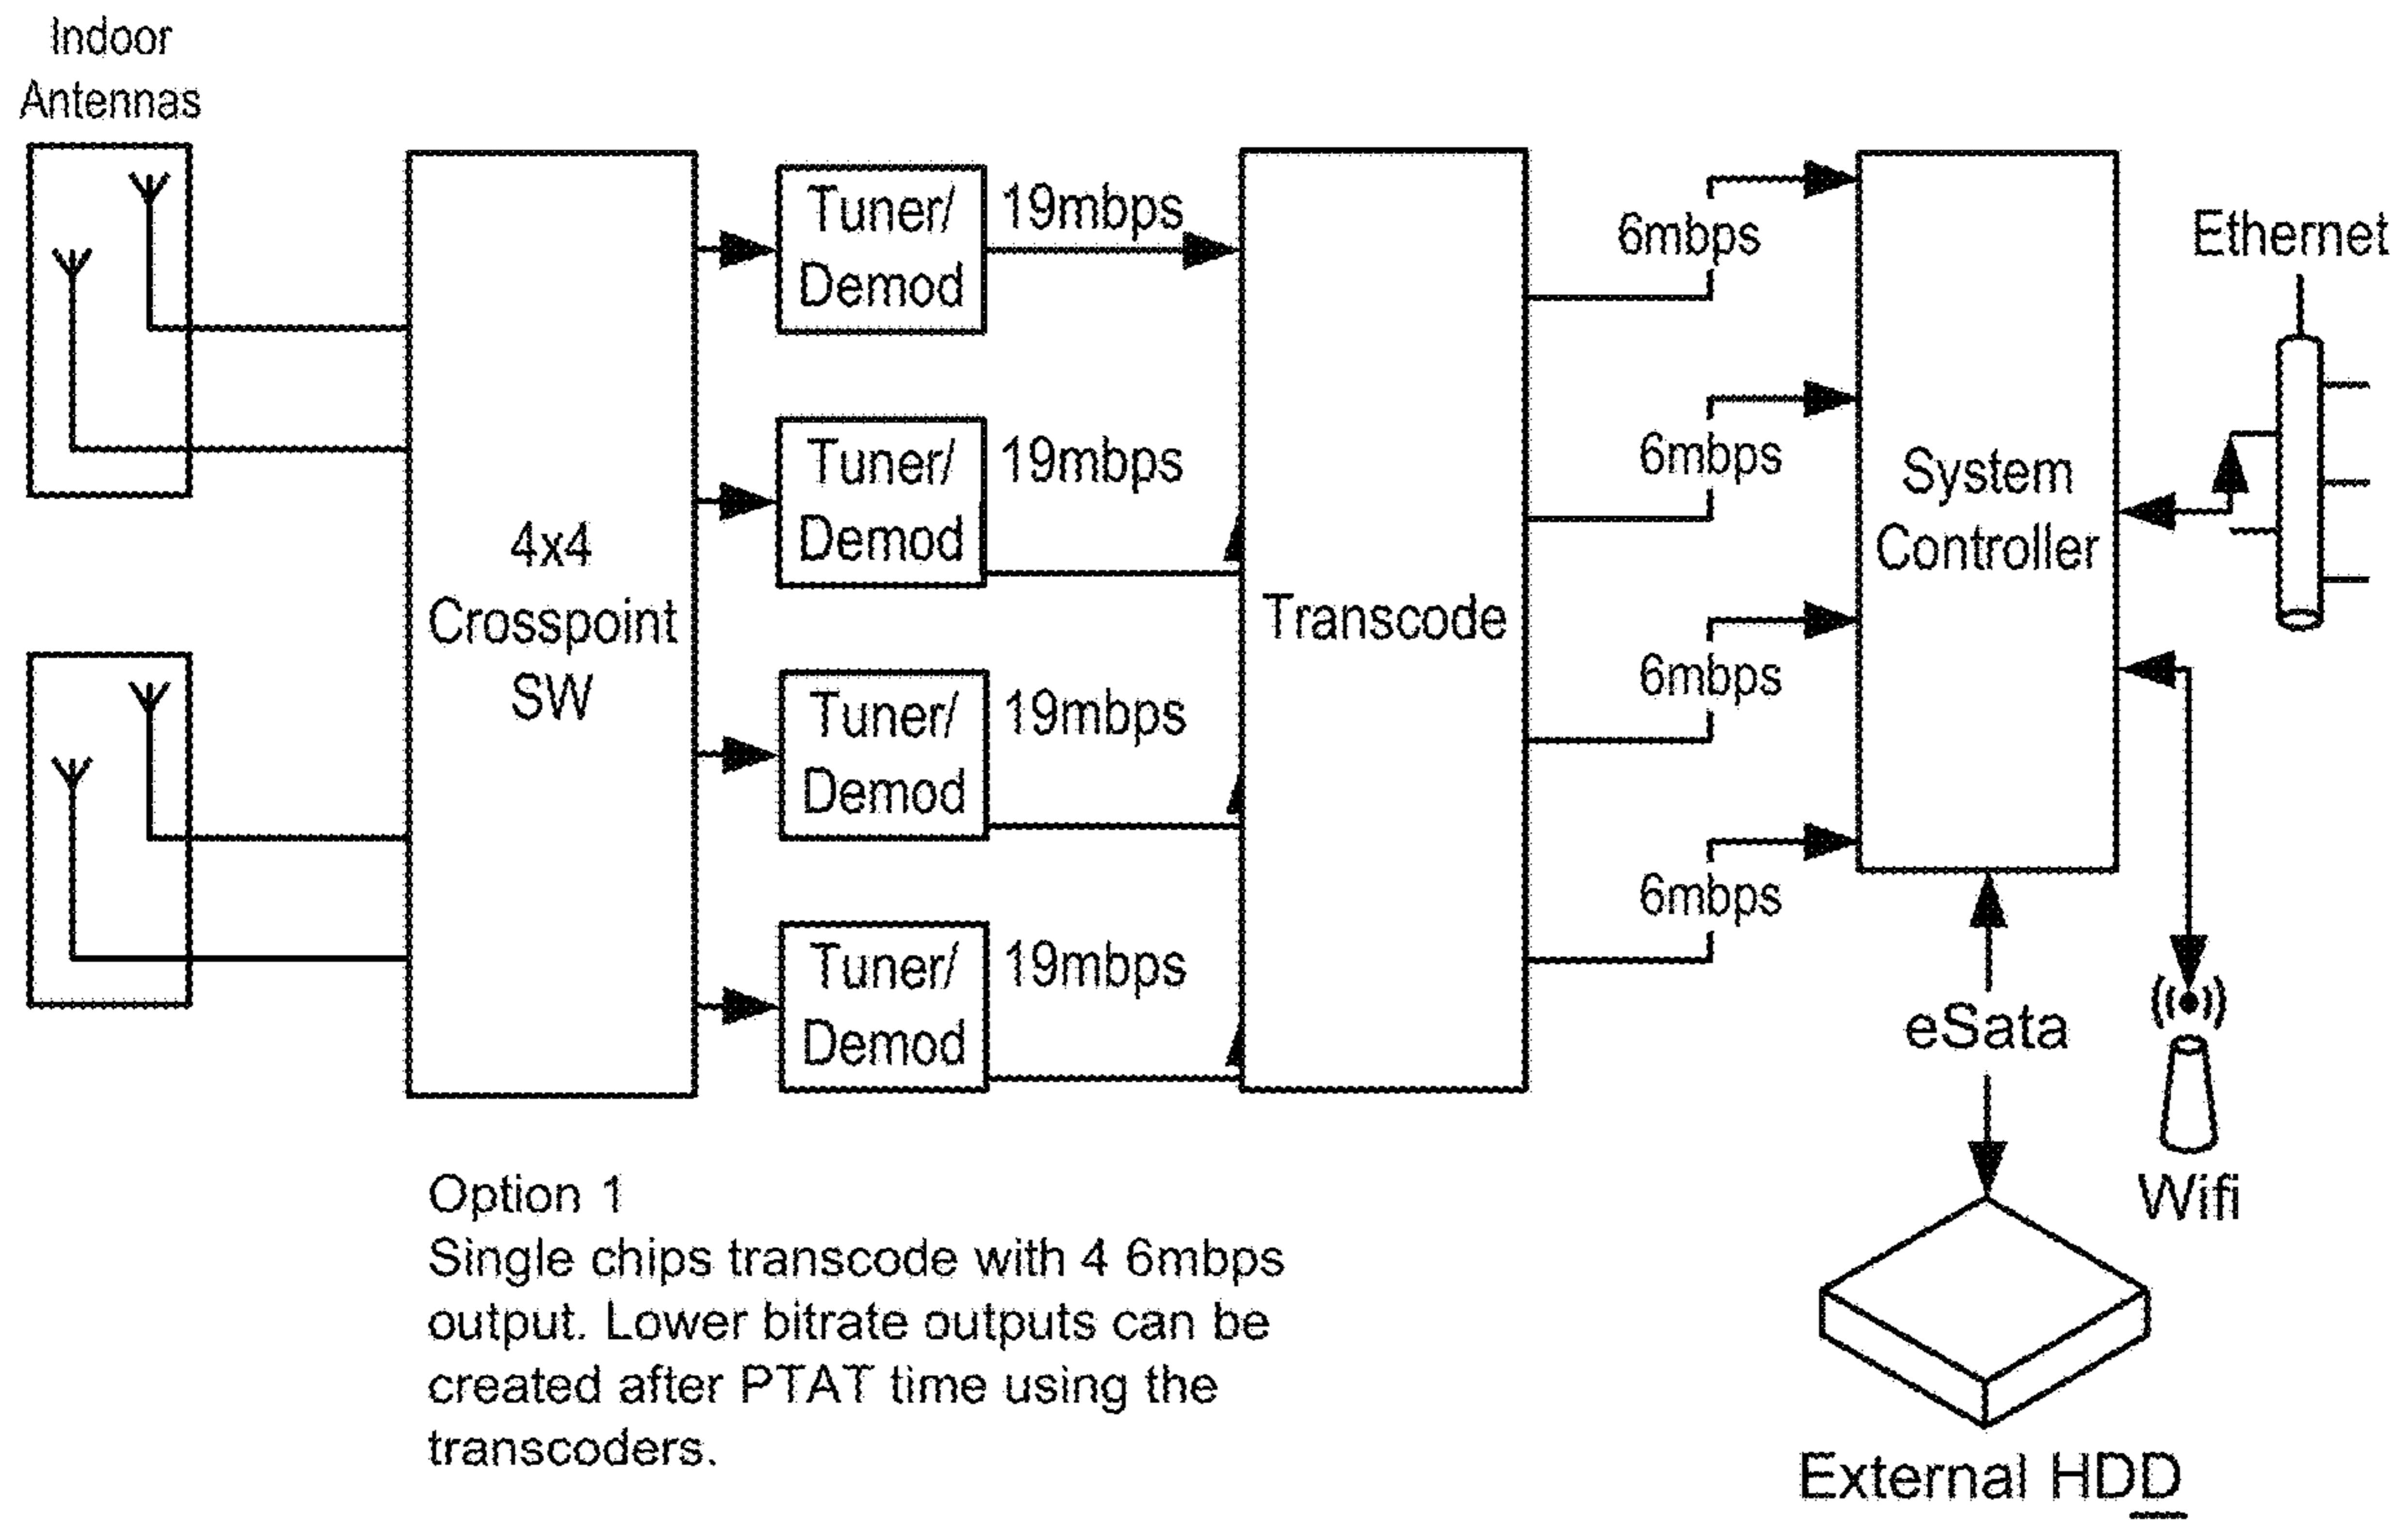 Indoor
Antennas
4x4
Crosspoint
SW
Tuner/
Demod
19mbps
Tuner/
Demod
19mbps
Tuner/
Demod
19mbps
Tuner/
Demod
19mbps
Transcode
6mbps
6mbps
6mbps
6mbps
System
Controller
Ethernet
eSata
Wifi
External HDD
Option 1
Single chips transcode with 4 6mbps
output. Lower bitrate outputs can be
created after PTAT time using the
transcoders.